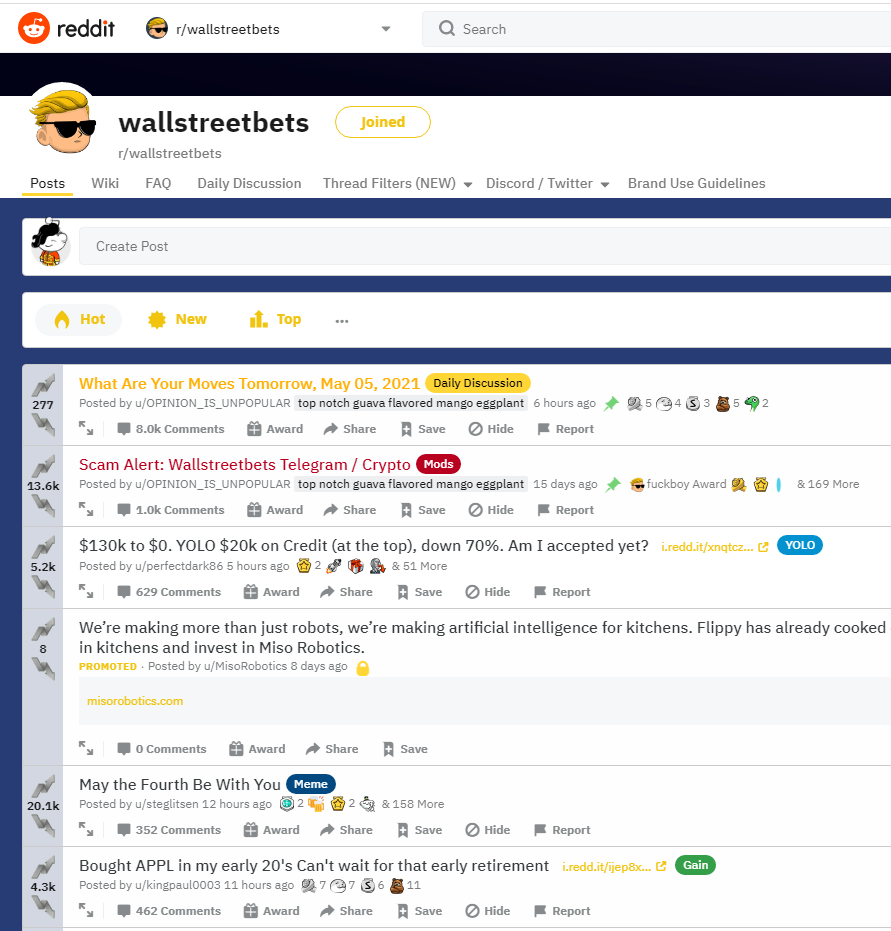 reddit r/wallstreetbets Search
wallstreetbets Joined
r/wallstreetbets
Posts Wiki FAQ Daily Discussion Thread Filters (NEW) Discord / Twitter Brand Use Guidelines
Create Post
Hot New Top ...
What Are Your Moves Tomorrow, May 05, 2021 Daily Discussion
277
Posted by u/OPINION_IS_UNPOPULAR top notch guava flavored mango eggplant 6 hours ago 5 4 3 5 2
8.0k Comments Award Share Save Hide Report
Scam Alert: Wallstreetbets Telegram / Crypto Mods
13.6k
Posted by u/OPINION_IS_UNPOPULAR top notch guava flavored mango eggplant 15 days ago fuckboy Award & 169 More
1.0k Comments Award Share Save Hide Report
$130k to $0. YOLO $20k on Credit (at the top), down 70%. Am I accepted yet? i.redd.it/xnqtcz... YOLO
5.2k
Posted by u/perfectdark86 5 hours ago 2 & 51 More
629 Comments Award Share Save Hide Report
We’re making more than just robots, we’re making artificial intelligence for kitchens. Flippy has already cooked
8
in kitchens and invest in Miso Robotics.
PROMOTED · Posted by u/MisoRobotics 8 days ago
misorobotics.com
0 Comments Award Share Save
May the Fourth Be With You Meme
20.1k
Posted by u/steglitsen 12 hours ago 2 2 & 158 More
352 Comments Award Share Save Hide Report
Bought APPL in my early 20's Can't wait for that early retirement i.redd.it/ijep8x... Gain
4.3k
Posted by u/kingpaul0003 11 hours ago 7 7 6 11
462 Comments Award Share Save Hide Report